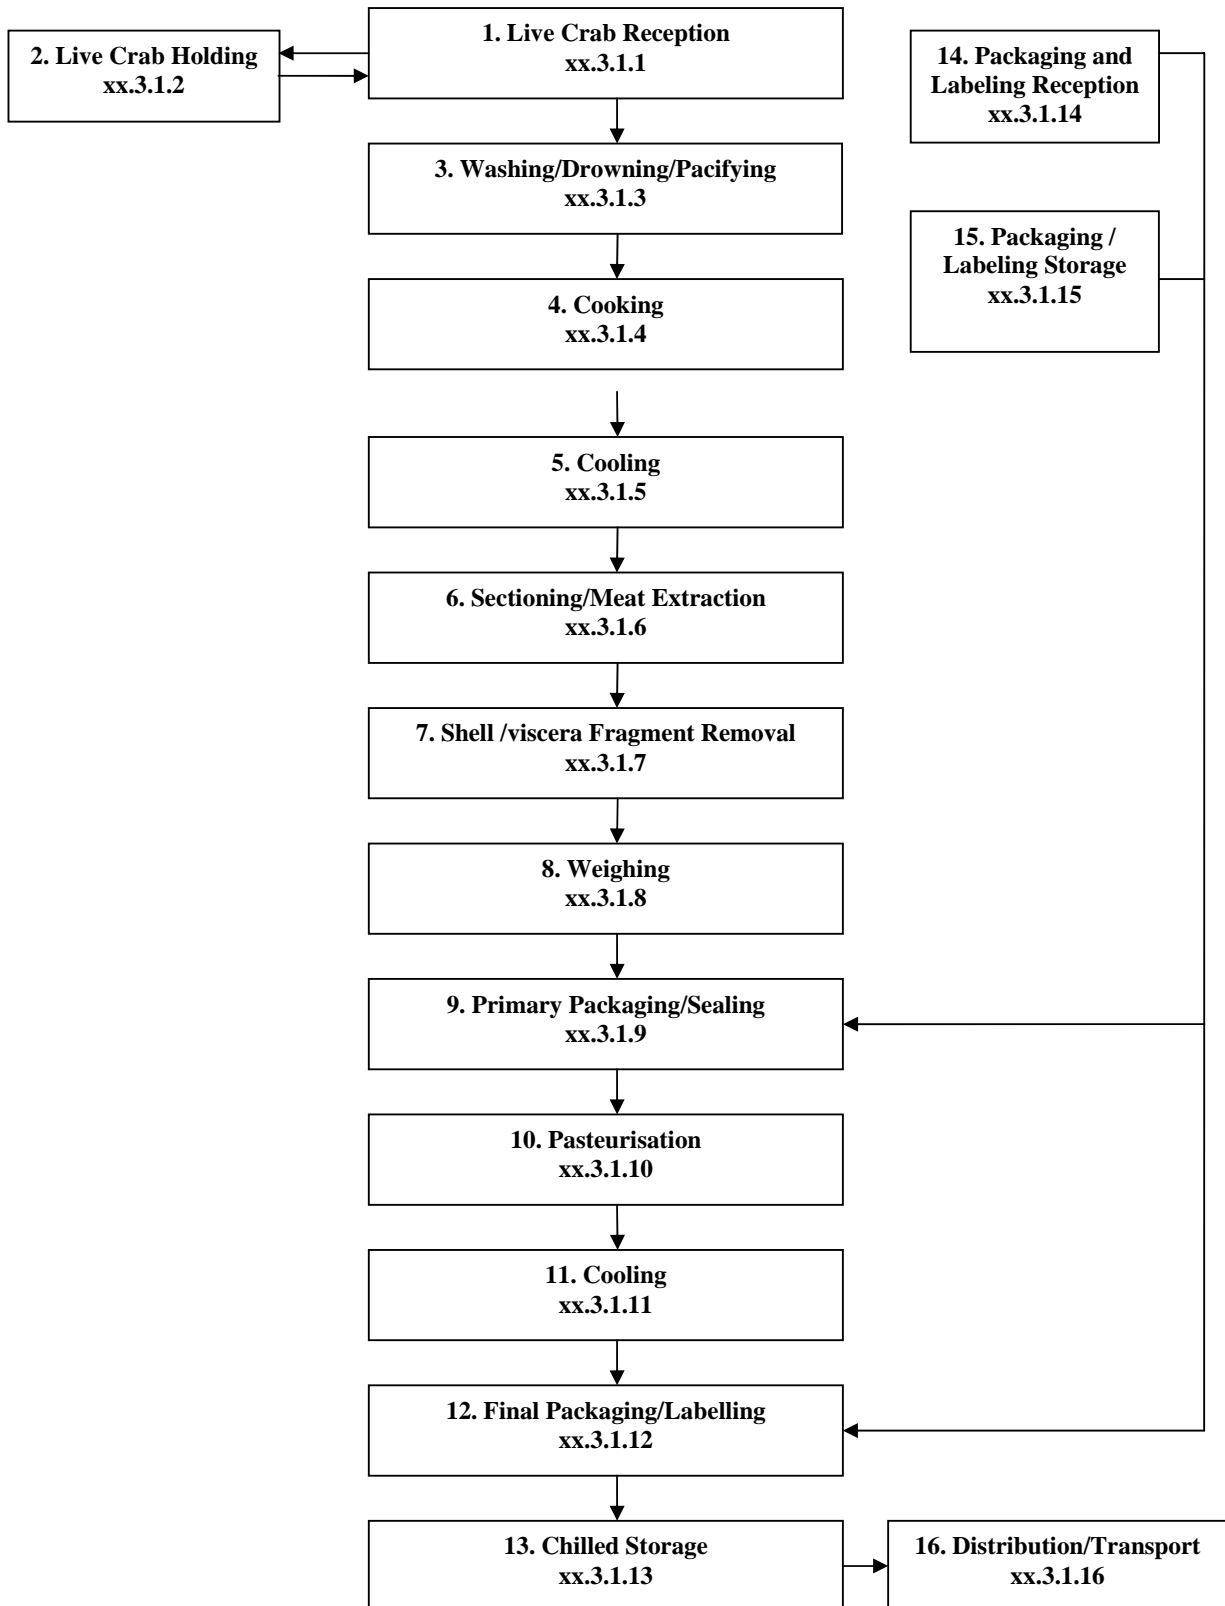 1. Live Crab Reception
xx.3.1.1
2. Live Crab Holding
xx.3.1.2
14. Packaging and
Labeling Reception
xx.3.1.14
3. Washing/Drowning/Pacifying
xx.3.1.3
15. Packaging /
Labeling Storage
xx.3.1.15
4. Cooking
xx.3.1.4
5. Cooling
xx.3.1.5
6. Sectioning/Meat Extraction
xx.3.1.6
7. Shell /viscera Fragment Removal
xx.3.1.7
8. Weighing
xx.3.1.8
9. Primary Packaging/Sealing
xx.3.1.9
10. Pasteurisation
xx.3.1.10
11. Cooling
xx.3.1.11
12. Final Packaging/Labelling
xx.3.1.12
13. Chilled Storage
xx.3.1.13
16. Distribution/Transport
xx.3.1.16